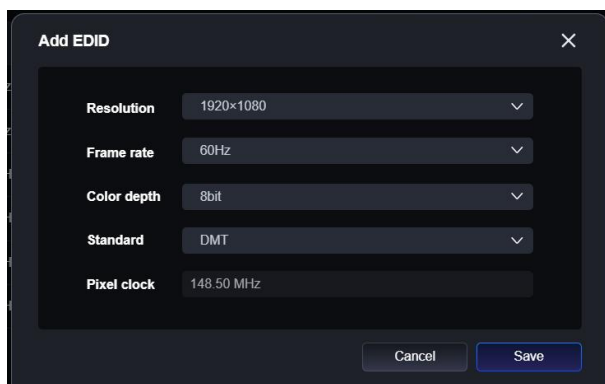 Add EDID
Resolution 1920×1080
Frame rate 60Hz
Color depth 8bit
Standard DMT
Pixel clock 148.50 MHz
Cancel Save